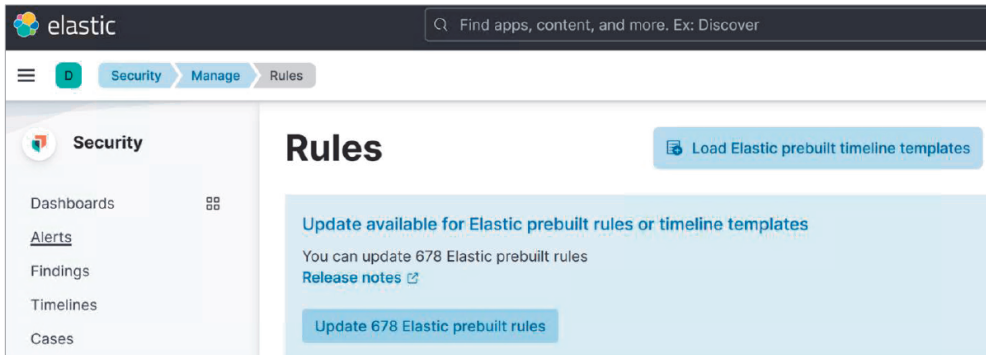 elastic
Find apps, content, and more. Ex: Discover
D
Security
Manage
Rules
Security
Rules
Load Elastic prebuilt timeline templates
Dashboards
Alerts
Findings
Timelines
Cases
Update available for Elastic prebuilt rules or timeline templates
You can update 678 Elastic prebuilt rules
Release notes
Update 678 Elastic prebuilt rules